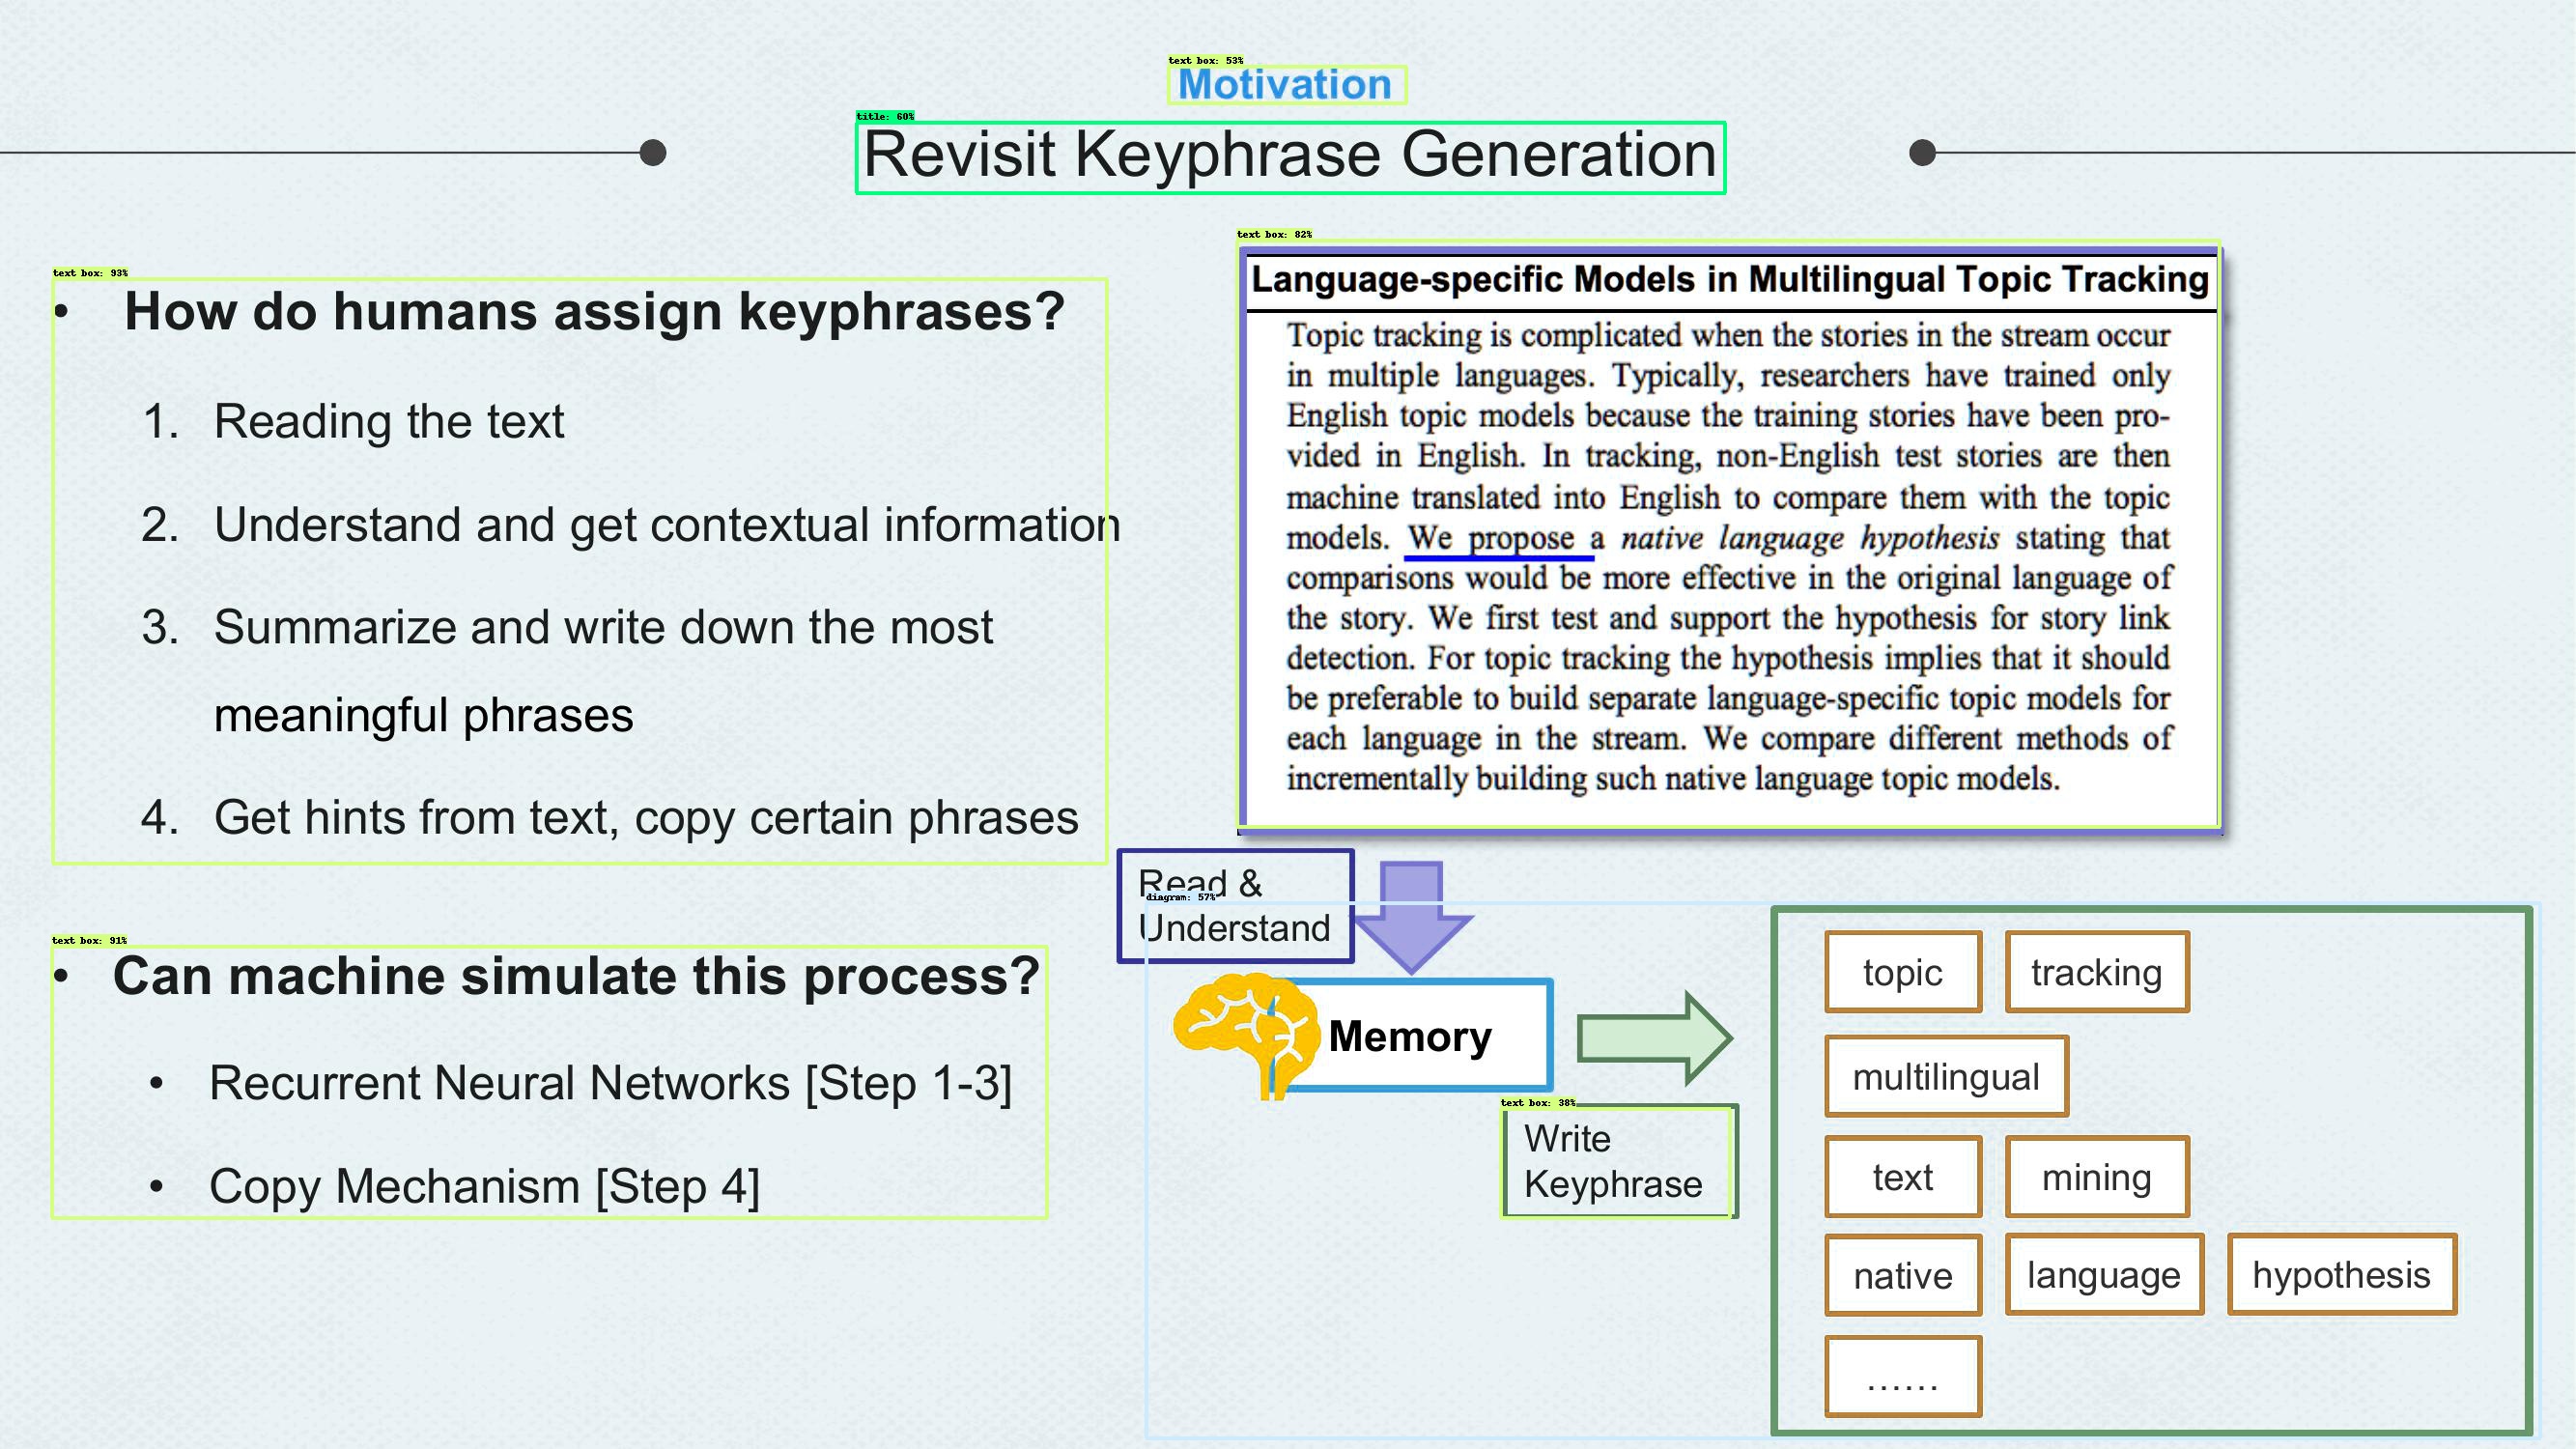 text box: 53%
Motivation
title: 60%
Revisit Keyphrase Generation
text box: 93%
• How do humans assign keyphrases?
1. Reading the text
2. Understand and get contextual information
3. Summarize and write down the most
meaningful phrases
4. Get hints from text, copy certain phrases
text box: 91%
• Can machine simulate this process?
• Recurrent Neural Networks [Step 1-3]
• Copy Mechanism [Step 4]
text box: 82%
Language-specific Models in Multilingual Topic Tracking
Topic tracking is complicated when the stories in the stream occur
in multiple languages. Typically, researchers have trained only
English topic models because the training stories have been pro-
vided in English. In tracking, non-English test stories are then
machine translated into English to compare them with the topic
models. We propose a native language hypothesis stating that
comparisons would be more effective in the original language of
the story. We first test and support the hypothesis for story link
detection. For topic tracking the hypothesis implies that it should
be preferable to build separate language-specific topic models for
each language in the stream. We compare different methods of
incrementally building such native language topic models.
Read &
diagram: 57%
Understand
Memory
text box: 38%
Write
Keyphrase
topic tracking
multilingual
text mining
native language hypothesis
......